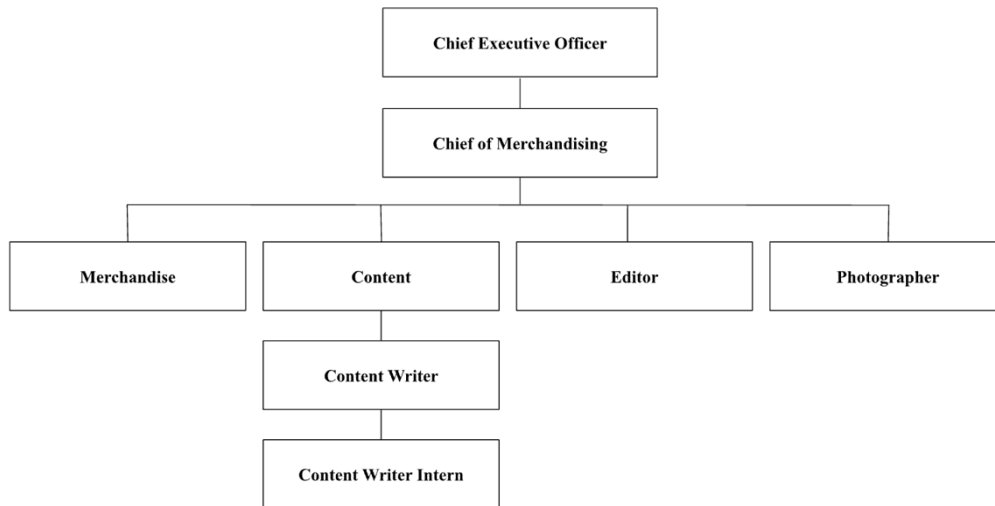 Chief Executive Officer
Chief of Merchandising
Merchandise
Content
Editor
Photographer
Content Writer
Content Writer Intern